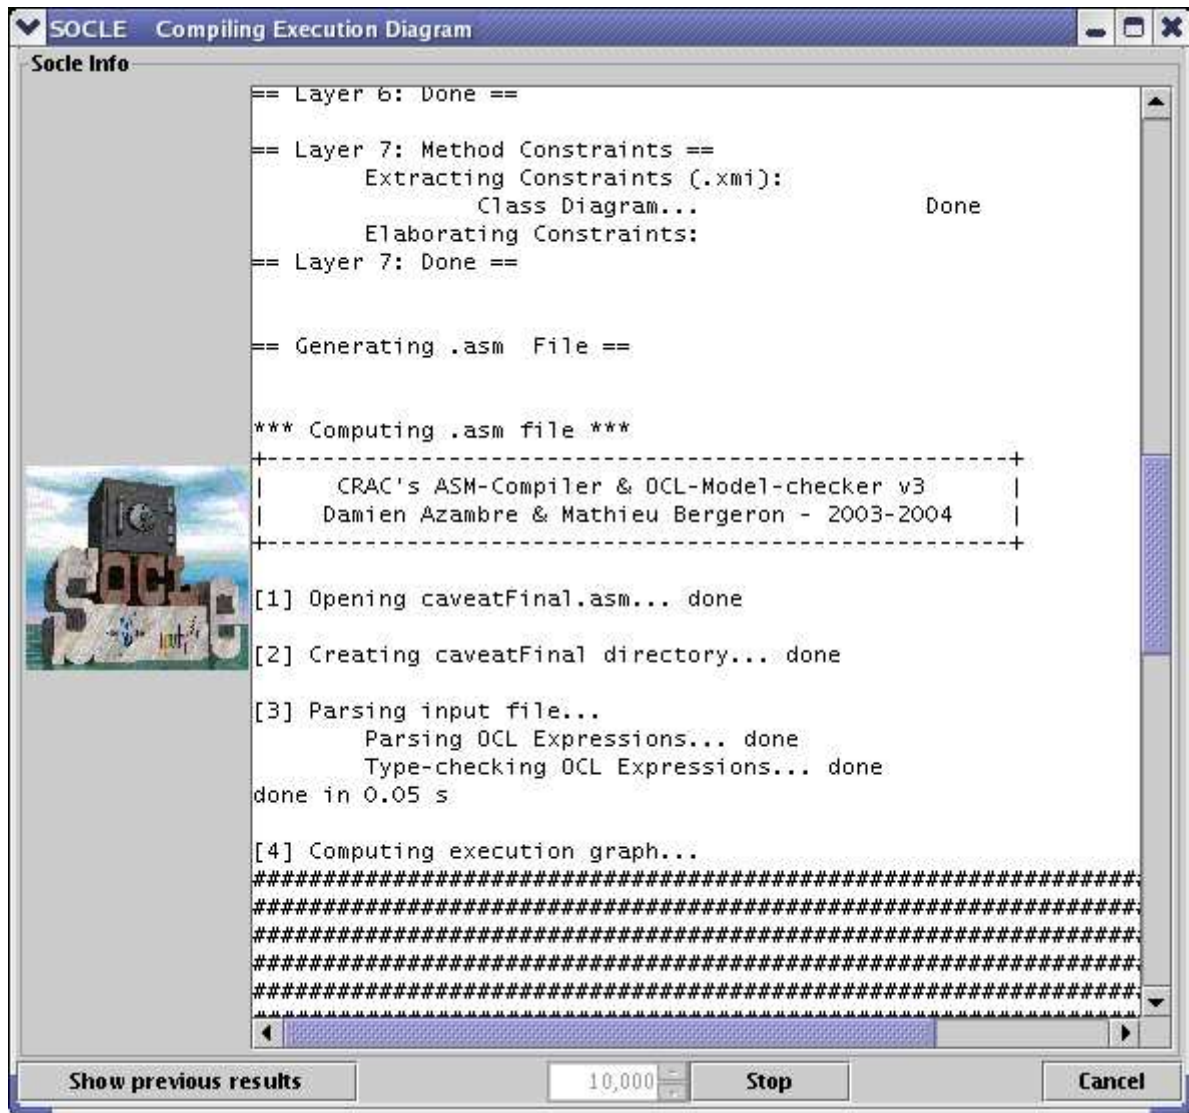 SOCLE Compiling Execution Diagram
Socle Info
== Layer 6: Done ==
== Layer 7: Method Constraints ==
Extracting Constraints (.xmi):
Class Diagram... Done
Elaborating Constraints:
== Layer 7: Done ==
== Generating .asm File ==
*** Computing .asm file ***
+-----------------------------------------------------+
| CRAC's ASM-Compiler & OCL-Model-checker v3 |
| Damien Azambre & Mathieu Bergeron - 2003-2004 |
+-----------------------------------------------------+
SOCLe
[1] Opening caveatFinal.asm... done
[2] Creating caveatFinal directory... done
[3] Parsing input file...
Parsing OCL Expressions... done
Type-checking OCL Expressions... done
done in 0.05 s
[4] Computing execution graph...
###############################################################
###############################################################
###############################################################
###############################################################
###############################################################
Show previous results 10,000 Stop Cancel